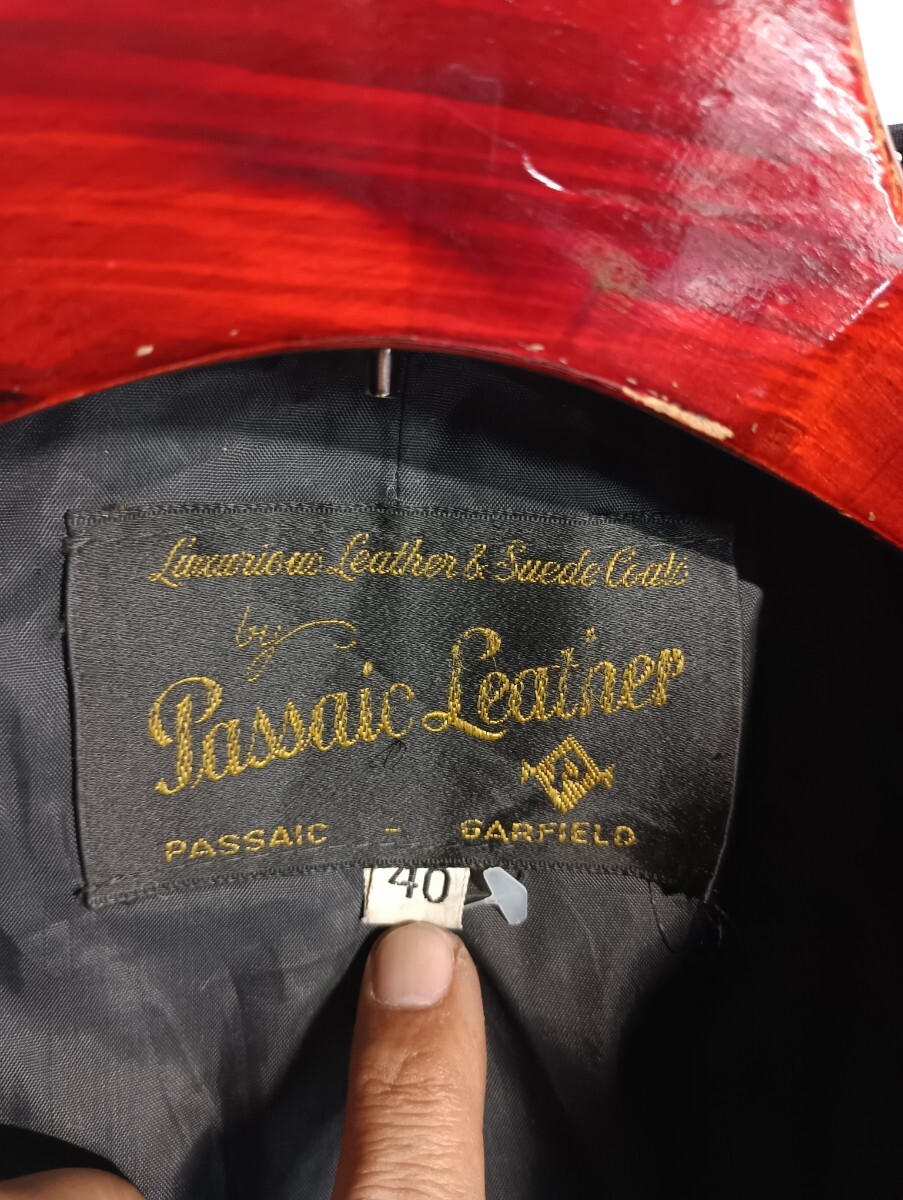 Luxurious Leather & Suede Coats
by
Passaic Leather
PASSAIC - GARFIELD
40